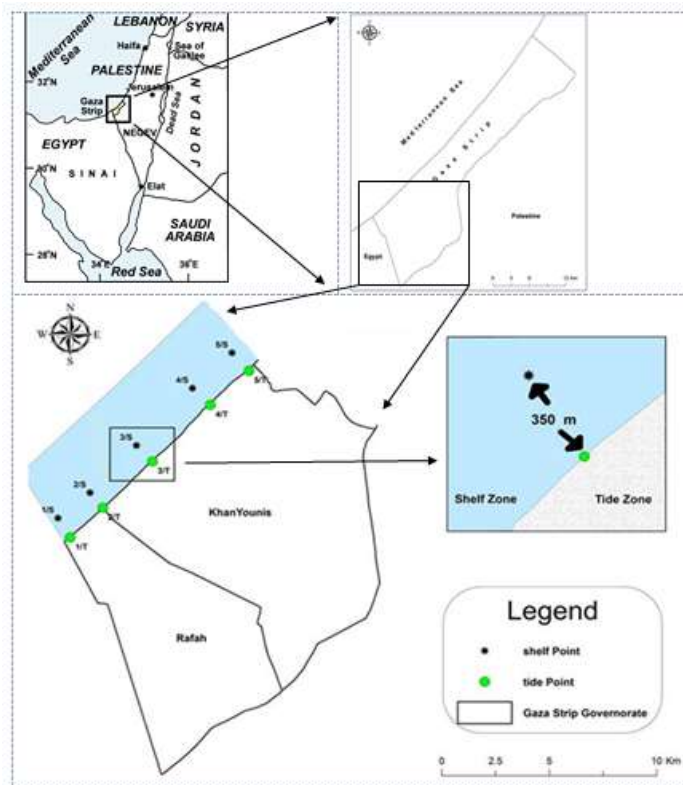 LEBANON
SYRIA
Mediterranean
Sea
Haifa
Sea of
Galilee
PALESTINE
32°N
Jerusalem
Gaza
Strip
Dead Sea
JORDAN
NEGEV
EGYPT
SINAI
Elat
SAUDI
ARABIA
28°N
34°E
36°E
Red Sea
Mediterranean Sea
Gaza Strip
Palestine
Egypt
N
W
E
S
5/S
4/S
5/T
4/T
3/S
3/T
2/S
2/T
1/S
1/T
KhanYounis
Rafah
350 m
Shelf Zone
Tide Zone
Legend
shelf Point
tide Point
Gaza Strip Governorate
0
5
10 Km